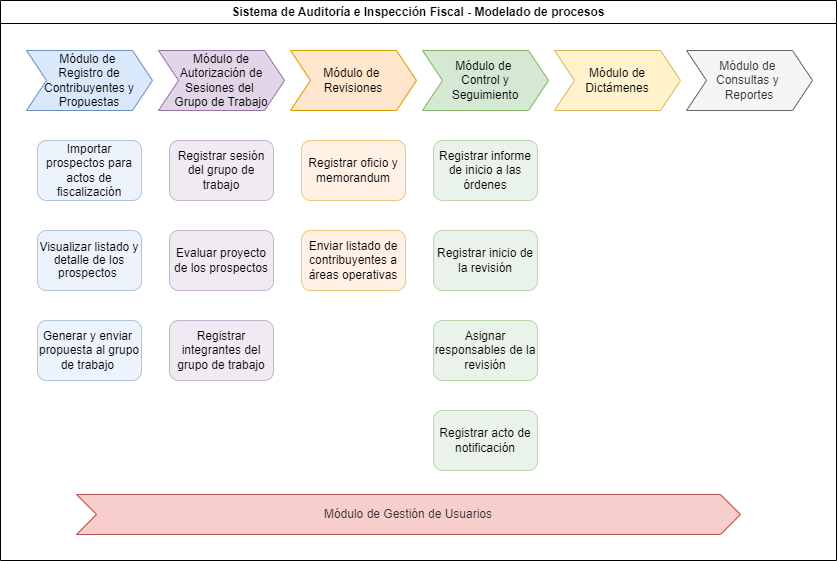 Sistema de Auditoría e Inspección Fiscal - Modelado de procesos
Módulo de
Registro de
Contribuyentes y
Propuestas
Módulo de
Autorización de
Sesiones del
Grupo de Trabajo
Módulo de
Revisiones
Módulo de
Control y
Seguimiento
Módulo de
Dictámenes
Módulo de
Consultas y
Reportes
Importar
prospectos para
actos de
fiscalización
Registrar sesión
del grupo de
trabajo
Registrar oficio y
memorandum
Registrar informe
de inicio a las
órdenes
Visualizar listado y
detalle de los
prospectos
Evaluar proyecto
de los prospectos
Enviar listado de
contribuyentes a
áreas operativas
Registrar inicio de
la revisión
Generar y enviar
propuesta al grupo
de trabajo
Registrar
integrantes del
grupo de trabajo
Asignar
responsables de la
revisión
Registrar acto de
notificación
Módulo de Gestión de Usuarios